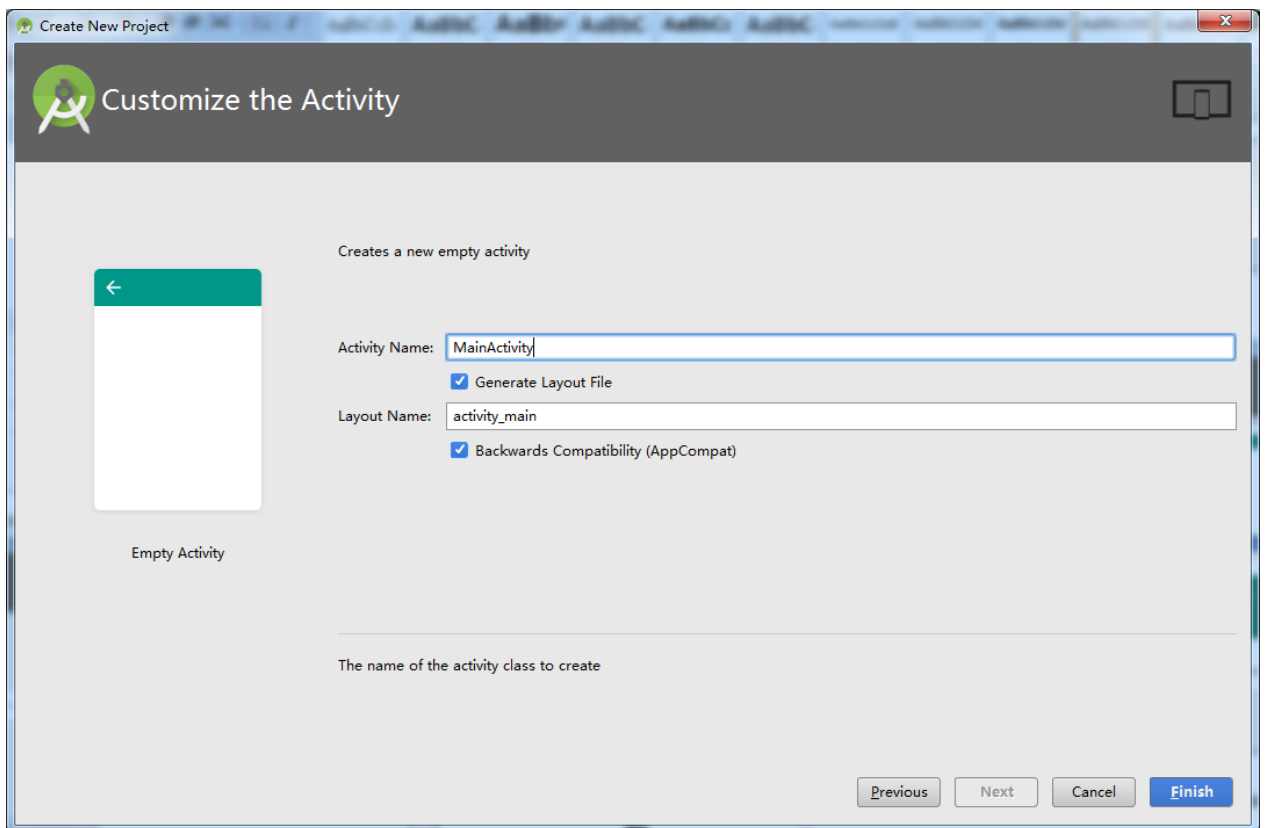 Create New Project
Customize the Activity
Creates a new empty activity
Activity Name: MainActivity
Generate Layout File
Layout Name: activity_main
Backwards Compatibility (AppCompat)
Empty Activity
The name of the activity class to create
Previous Next Cancel Finish